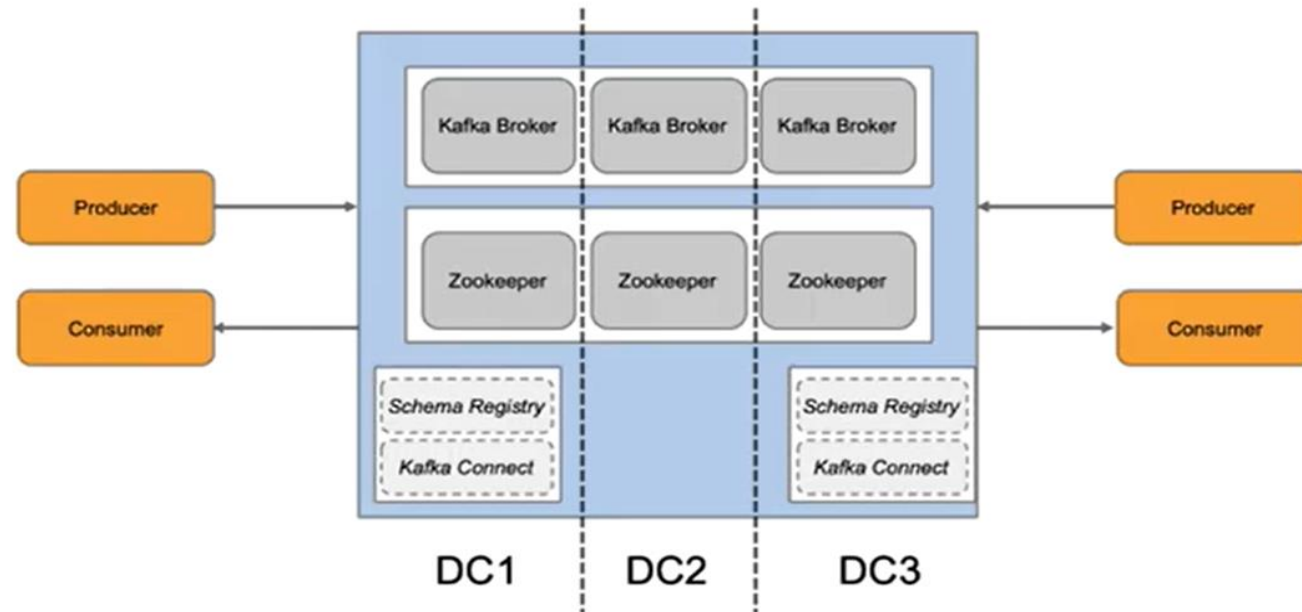 Kafka Broker
Kafka Broker
Kafka Broker
Producer
Producer
Zookeeper
Zookeeper
Zookeeper
Consumer
Consumer
Schema Registry
Schema Registry
Kafka Connect
Kafka Connect
DC1
DC2
DC3